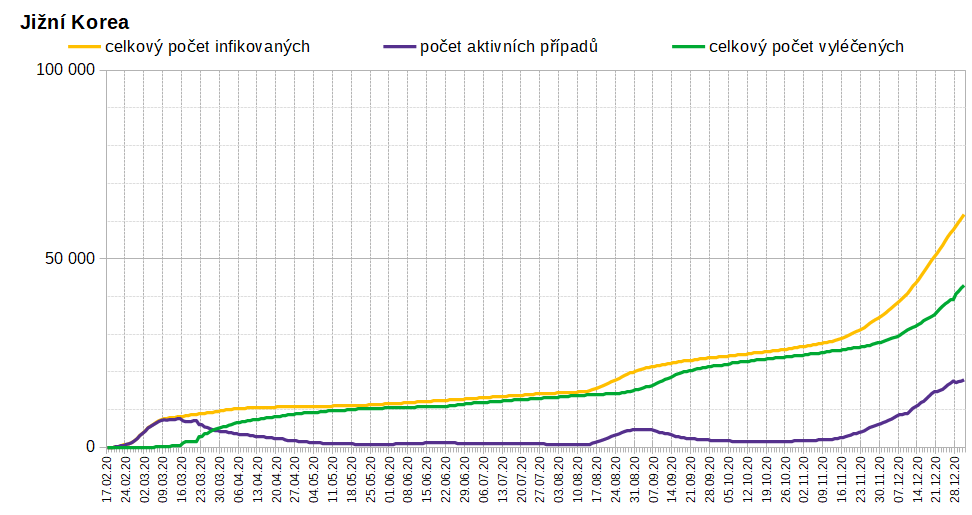 Jižní Korea
celkový počet infikovaných počet aktivních případů celkový počet vyléčených
100 000
50 000
0
17.02.20 24.02.20 02.03.20 09.03.20 16.03.20 23.03.20 30.03.20 06.04.20 13.04.20 20.04.20 27.04.20 04.05.20 11.05.20 18.05.20 25.05.20 01.06.20 08.06.20 15.06.20 22.06.20 29.06.20 06.07.20 13.07.20 20.07.20 27.07.20 03.08.20 10.08.20 17.08.20 24.08.20 31.08.20 07.09.20 14.09.20 21.09.20 28.09.20 05.10.20 12.10.20 19.10.20 26.10.20 02.11.20 09.11.20 16.11.20 23.11.20 30.11.20 07.12.20 14.12.20 21.12.20 28.12.20